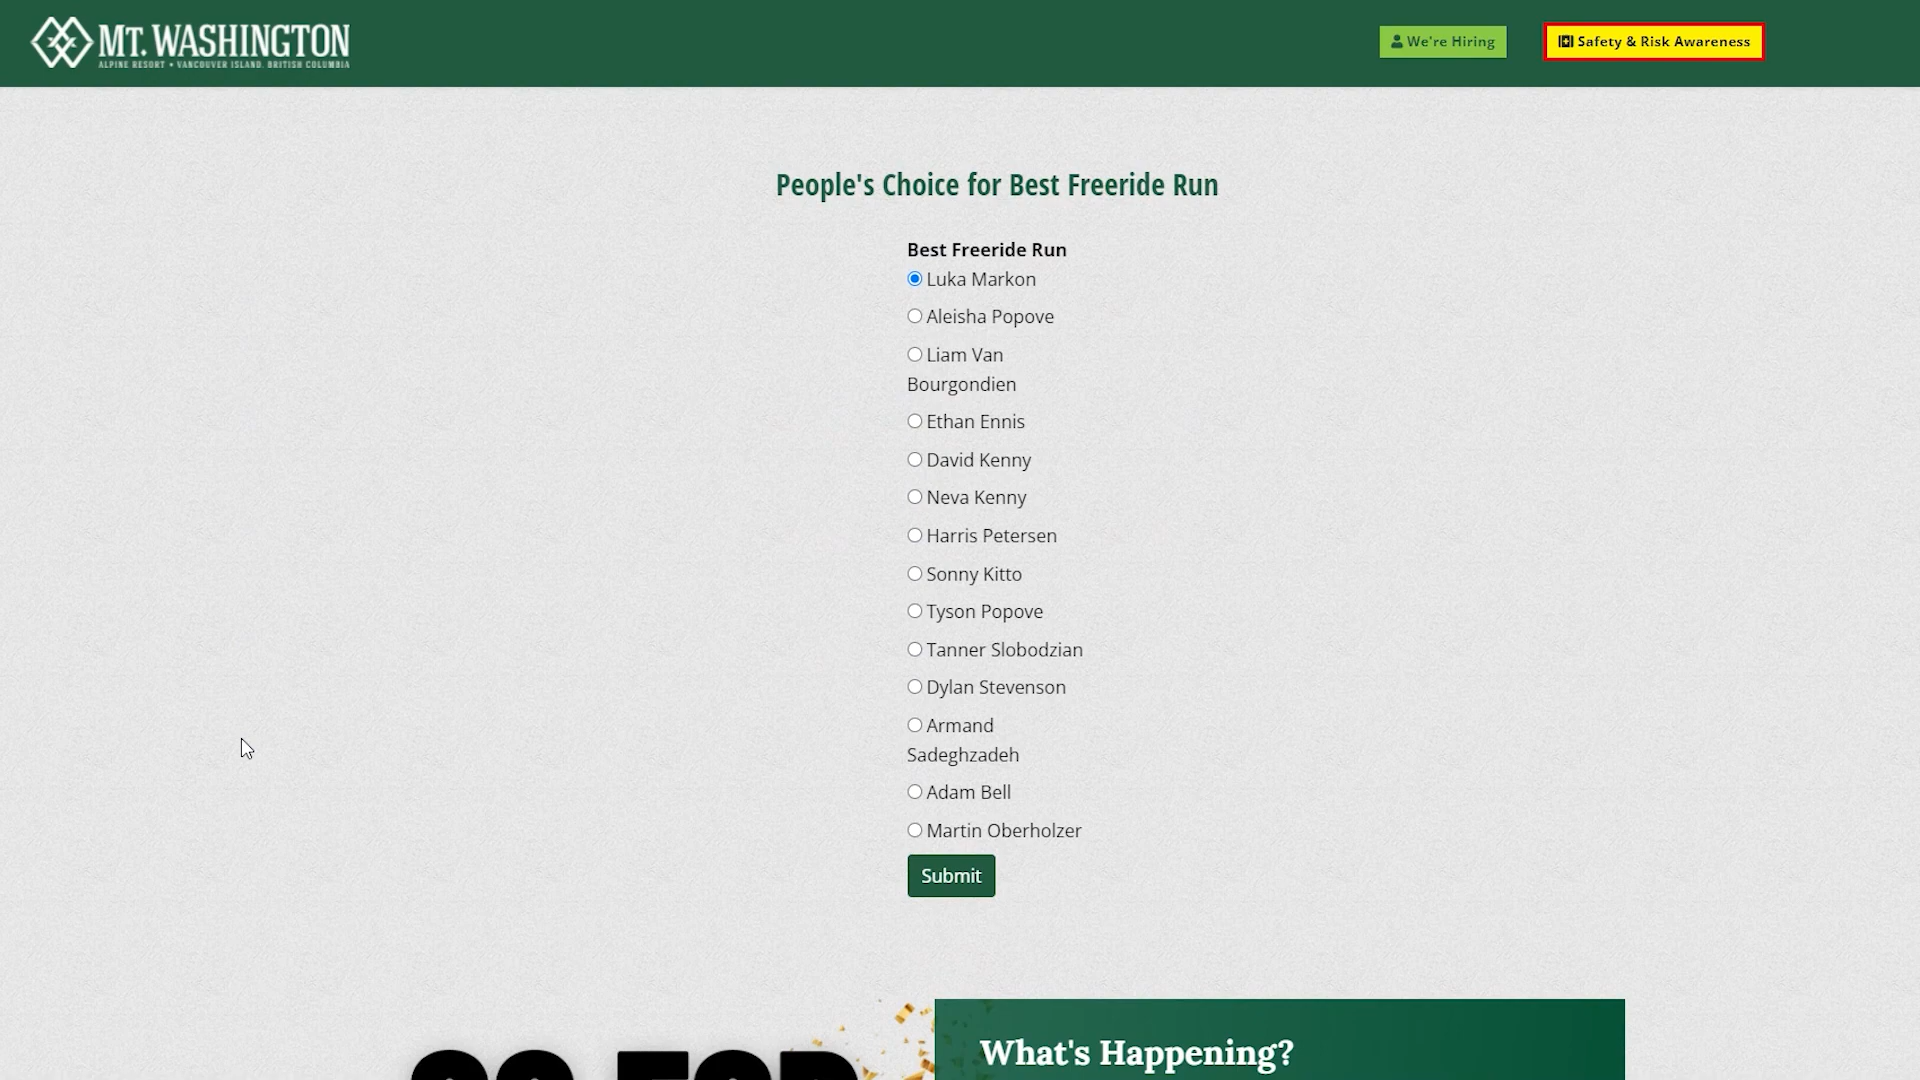 MT. WASHINGTON
ALPINE RESORT • VANCOUVER ISLAND, BRITISH COLUMBIA
We're Hiring
Safety & Risk Awareness
People's Choice for Best Freeride Run
Best Freeride Run
Luka Markon
Aleisha Popove
Liam Van
Bourgondien
Ethan Ennis
David Kenny
Neva Kenny
Harris Petersen
Sonny Kitto
Tyson Popove
Tanner Slobodzian
Dylan Stevenson
Armand
Sadeghzadeh
Adam Bell
Martin Oberholzer
Submit
What's Happening?